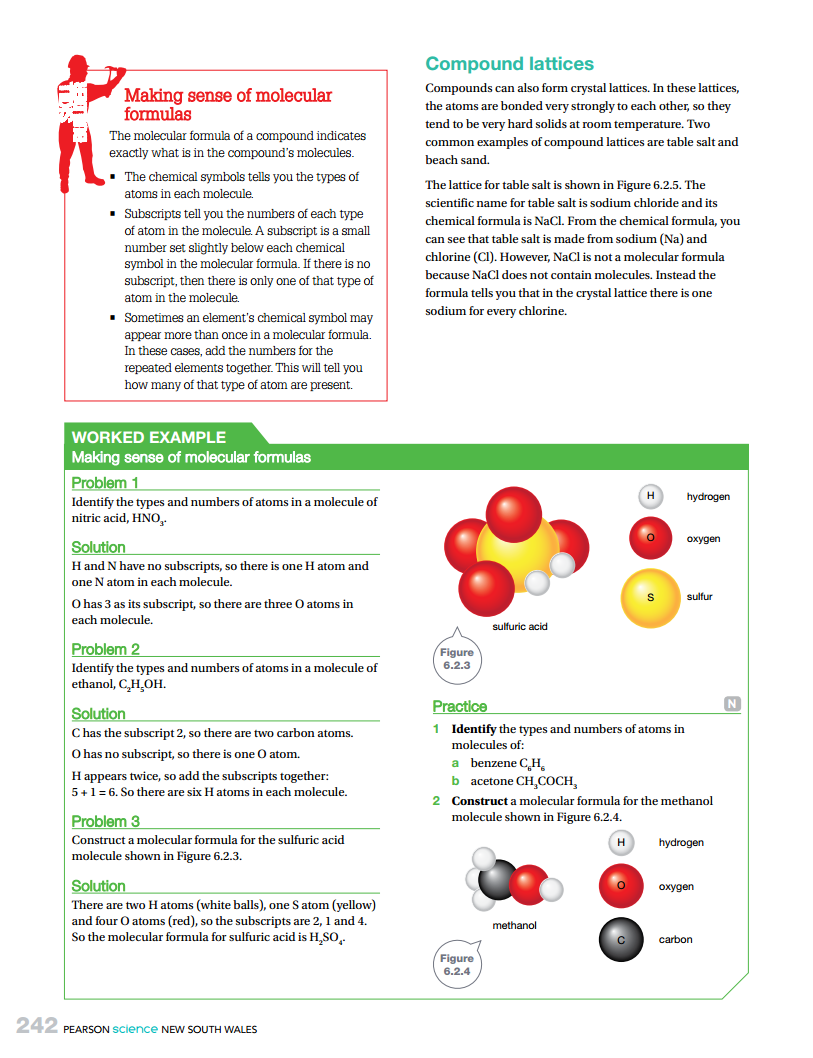 Making sense of molecular
formulas
The molecular formula of a compound indicates
exactly what is in the compound's molecules.
▪ The chemical symbols tells you the types of
atoms in each molecule.
▪ Subscripts tell you the numbers of each type
of atom in the molecule. A subscript is a small
number set slightly below each chemical
symbol in the molecular formula. If there is no
subscript, then there is only one of that type of
atom in the molecule.
▪ Sometimes an element's chemical symbol may
appear more than once in a molecular formula.
In these cases, add the numbers for the
repeated elements together. This will tell you
how many of that type of atom are present.
Compound lattices
Compounds can also form crystal lattices. In these lattices,
the atoms are bonded very strongly to each other, so they
tend to be very hard solids at room temperature. Two
common examples of compound lattices are table salt and
beach sand.
The lattice for table salt is shown in Figure 6.2.5. The
scientific name for table salt is sodium chloride and its
chemical formula is NaCl. From the chemical formula, you
can see that table salt is made from sodium (Na) and
chlorine (Cl). However, NaCl is not a molecular formula
because NaCl does not contain molecules. Instead the
formula tells you that in the crystal lattice there is one
sodium for every chlorine.
WORKED EXAMPLE
Making sense of molecular formulas
Problem 1
Identify the types and numbers of atoms in a molecule of
nitric acid, HNO₃.
Solution
H and N have no subscripts, so there is one H atom and
one N atom in each molecule.
O has 3 as its subscript, so there are three O atoms in
each molecule.
Problem 2
Identify the types and numbers of atoms in a molecule of
ethanol, C₂H₅OH.
Solution
C has the subscript 2, so there are two carbon atoms.
O has no subscript, so there is one O atom.
H appears twice, so add the subscripts together:
5 + 1 = 6. So there are six H atoms in each molecule.
Problem 3
Construct a molecular formula for the sulfuric acid
molecule shown in Figure 6.2.3.
Solution
There are two H atoms (white balls), one S atom (yellow)
and four O atoms (red), so the subscripts are 2, 1 and 4.
So the molecular formula for sulfuric acid is H₂SO₄.
H hydrogen
O oxygen
S sulfur
sulfuric acid
Figure
6.2.3
Practice N
1 Identify the types and numbers of atoms in
molecules of:
a benzene C₆H₆
b acetone CH₃COCH₃
2 Construct a molecular formula for the methanol
molecule shown in Figure 6.2.4.
H hydrogen
O oxygen
C carbon
methanol
Figure
6.2.4
242 PEARSON science NEW SOUTH WALES